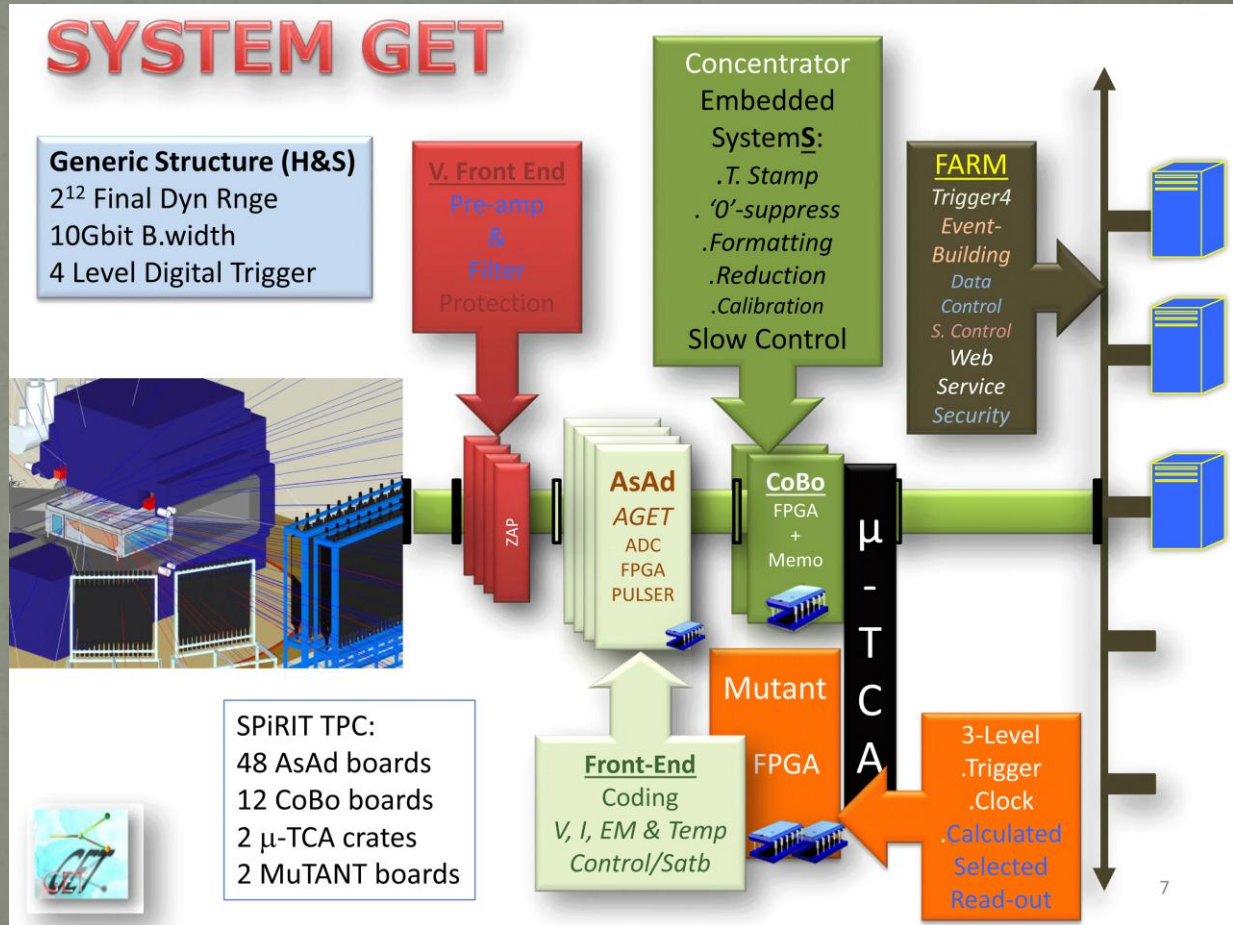 SYSTEM GET
Generic Structure (H&S)
2¹² Final Dyn Rnge
10Gbit B.width
4 Level Digital Trigger
V. Front End
Pre-amp
&
Filter
Protection
Concentrator
Embedded
SystemS:
.T. Stamp
. ‘0’-suppress
.Formatting
.Reduction
.Calibration
Slow Control
FARM
Trigger4
Event-
Building
Data
Control
S. Control
Web
Service
Security
ZAP
AsAd
AGET
ADC
FPGA
PULSER
CoBo
FPGA
+
Memo
μ
-
T
C
A
Mutant
FPGA
SPiRIT TPC:
48 AsAd boards
12 CoBo boards
2 μ-TCA crates
2 MuTANT boards
Front-End
Coding
V, I, EM & Temp
Control/Satb
3-Level
.Trigger
.Clock
.Calculated
Selected
Read-out
GET
7